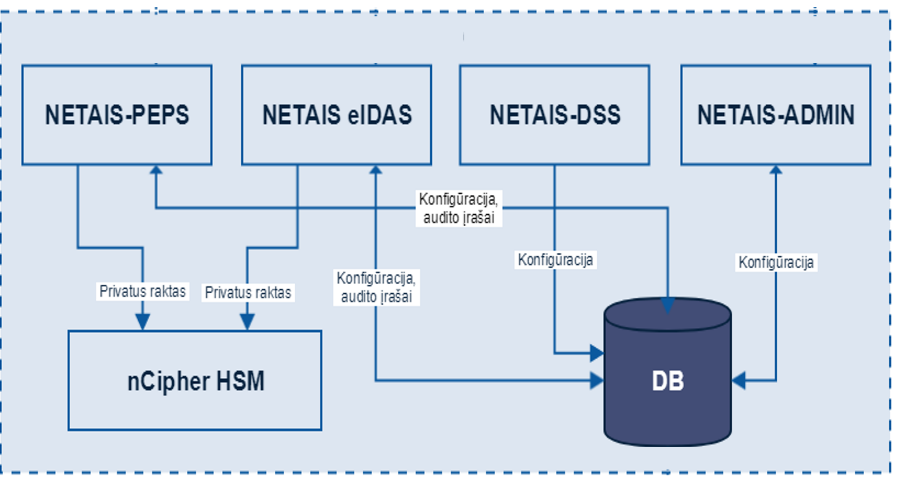 NETAIS-PEPS
NETAIS eIDAS
NETAIS-DSS
NETAIS-ADMIN
Konfigūracija,
audito įrašai
Konfigūracija
Konfigūracija
Konfigūracija,
audito įrašai
Privatus raktas
Privatus raktas
nCipher HSM
DB